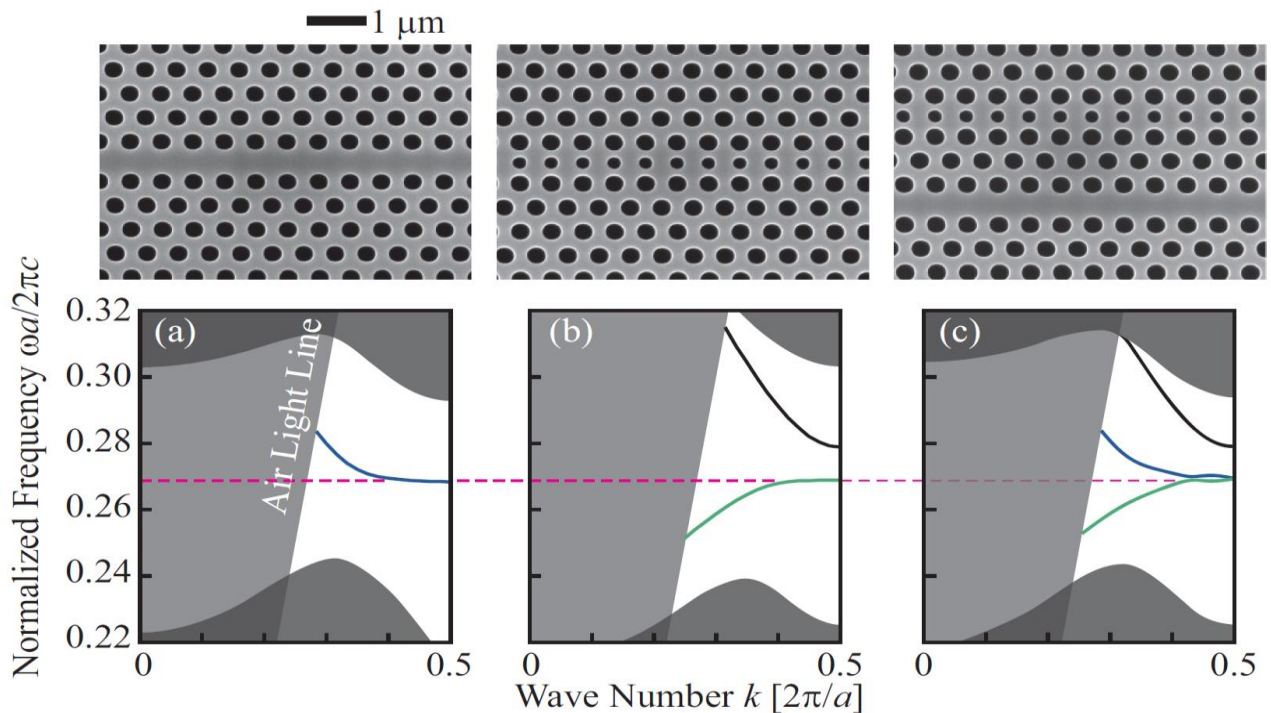 1 μm
Normalized Frequency ωa/2πc
0.32
0.30
0.28
0.26
0.24
0.22
(a)
Air Light Line
(b)
(c)
0
0.5
0
0.5
0
0.5
Wave Number k [2π/a]